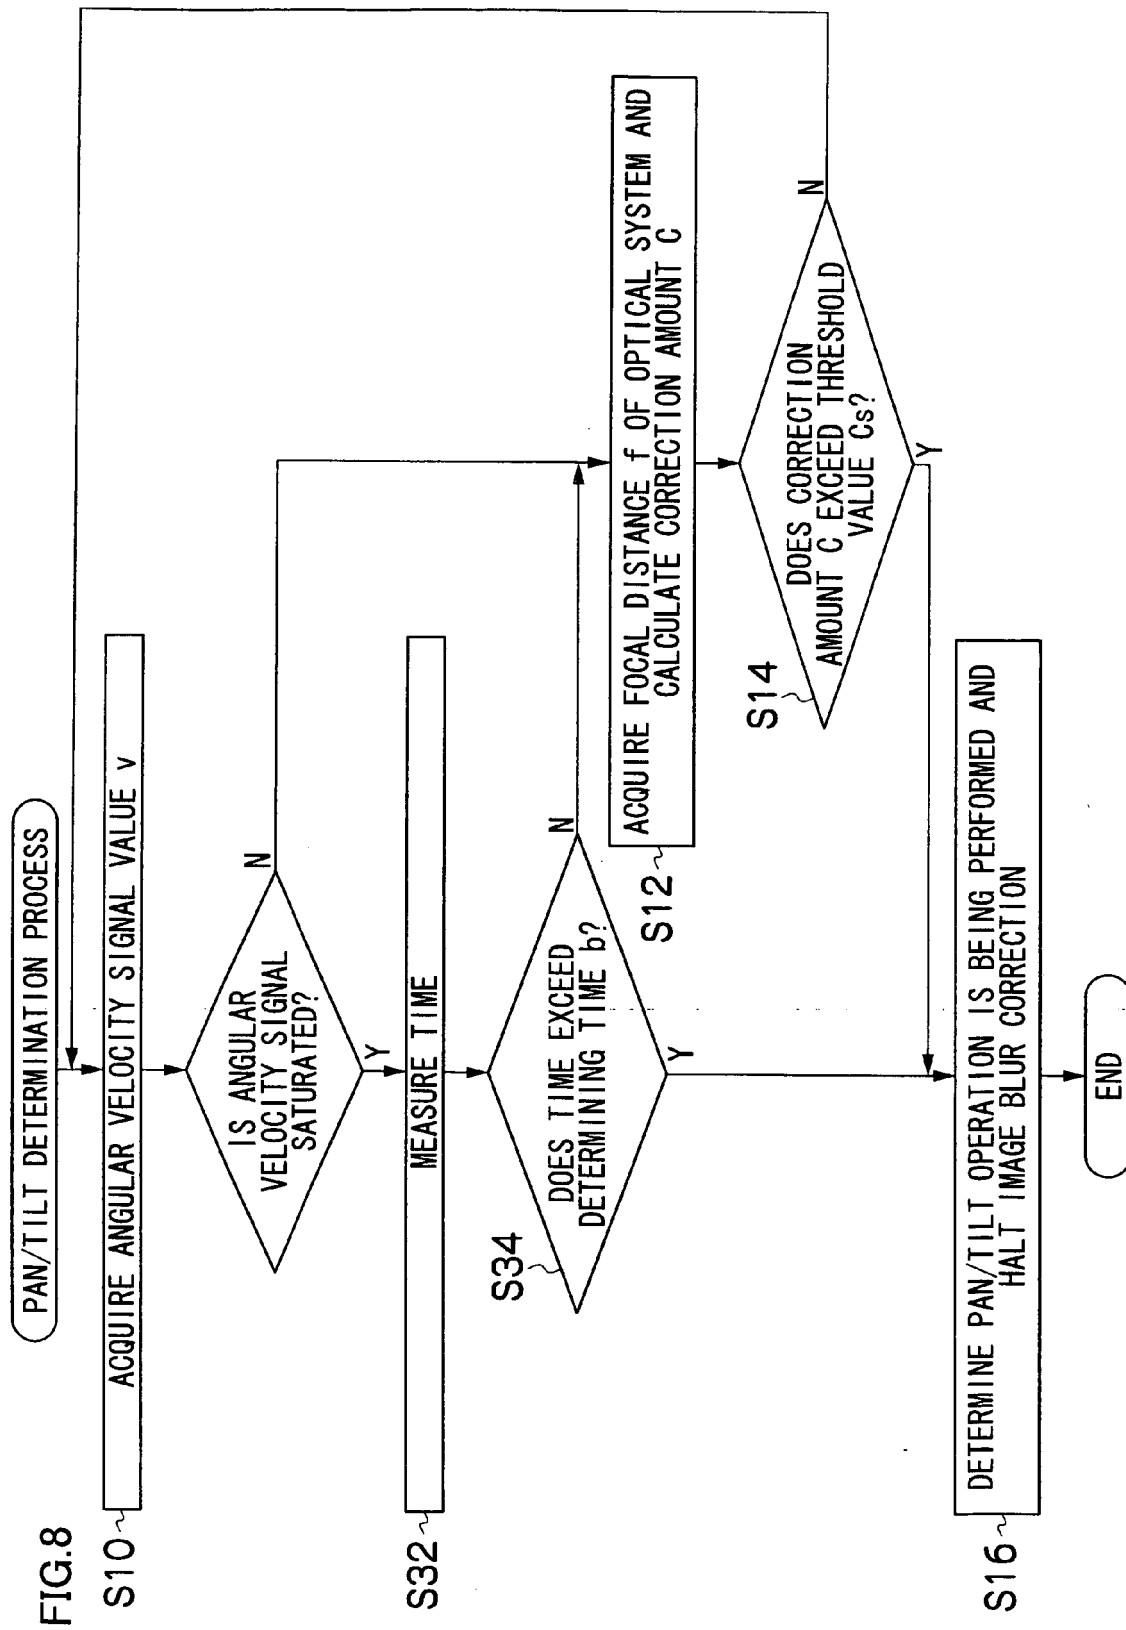 FIG.8
PAN/TILT DETERMINATION PROCESS
S10
ACQUIRE ANGULAR VELOCITY SIGNAL VALUE v
IS ANGULAR
VELOCITY SIGNAL
SATURATED?
N
Y
S32
MEASURE TIME
S34
DOES TIME EXCEED
DETERMINING TIME b?
N
Y
S12
ACQUIRE FOCAL DISTANCE f OF OPTICAL SYSTEM AND
CALCULATE CORRECTION AMOUNT C
S14
DOES CORRECTION
AMOUNT C EXCEED THRESHOLD
VALUE Cs?
N
Y
S16
DETERMINE PAN/TILT OPERATION IS BEING PERFORMED AND
HALT IMAGE BLUR CORRECTION
END